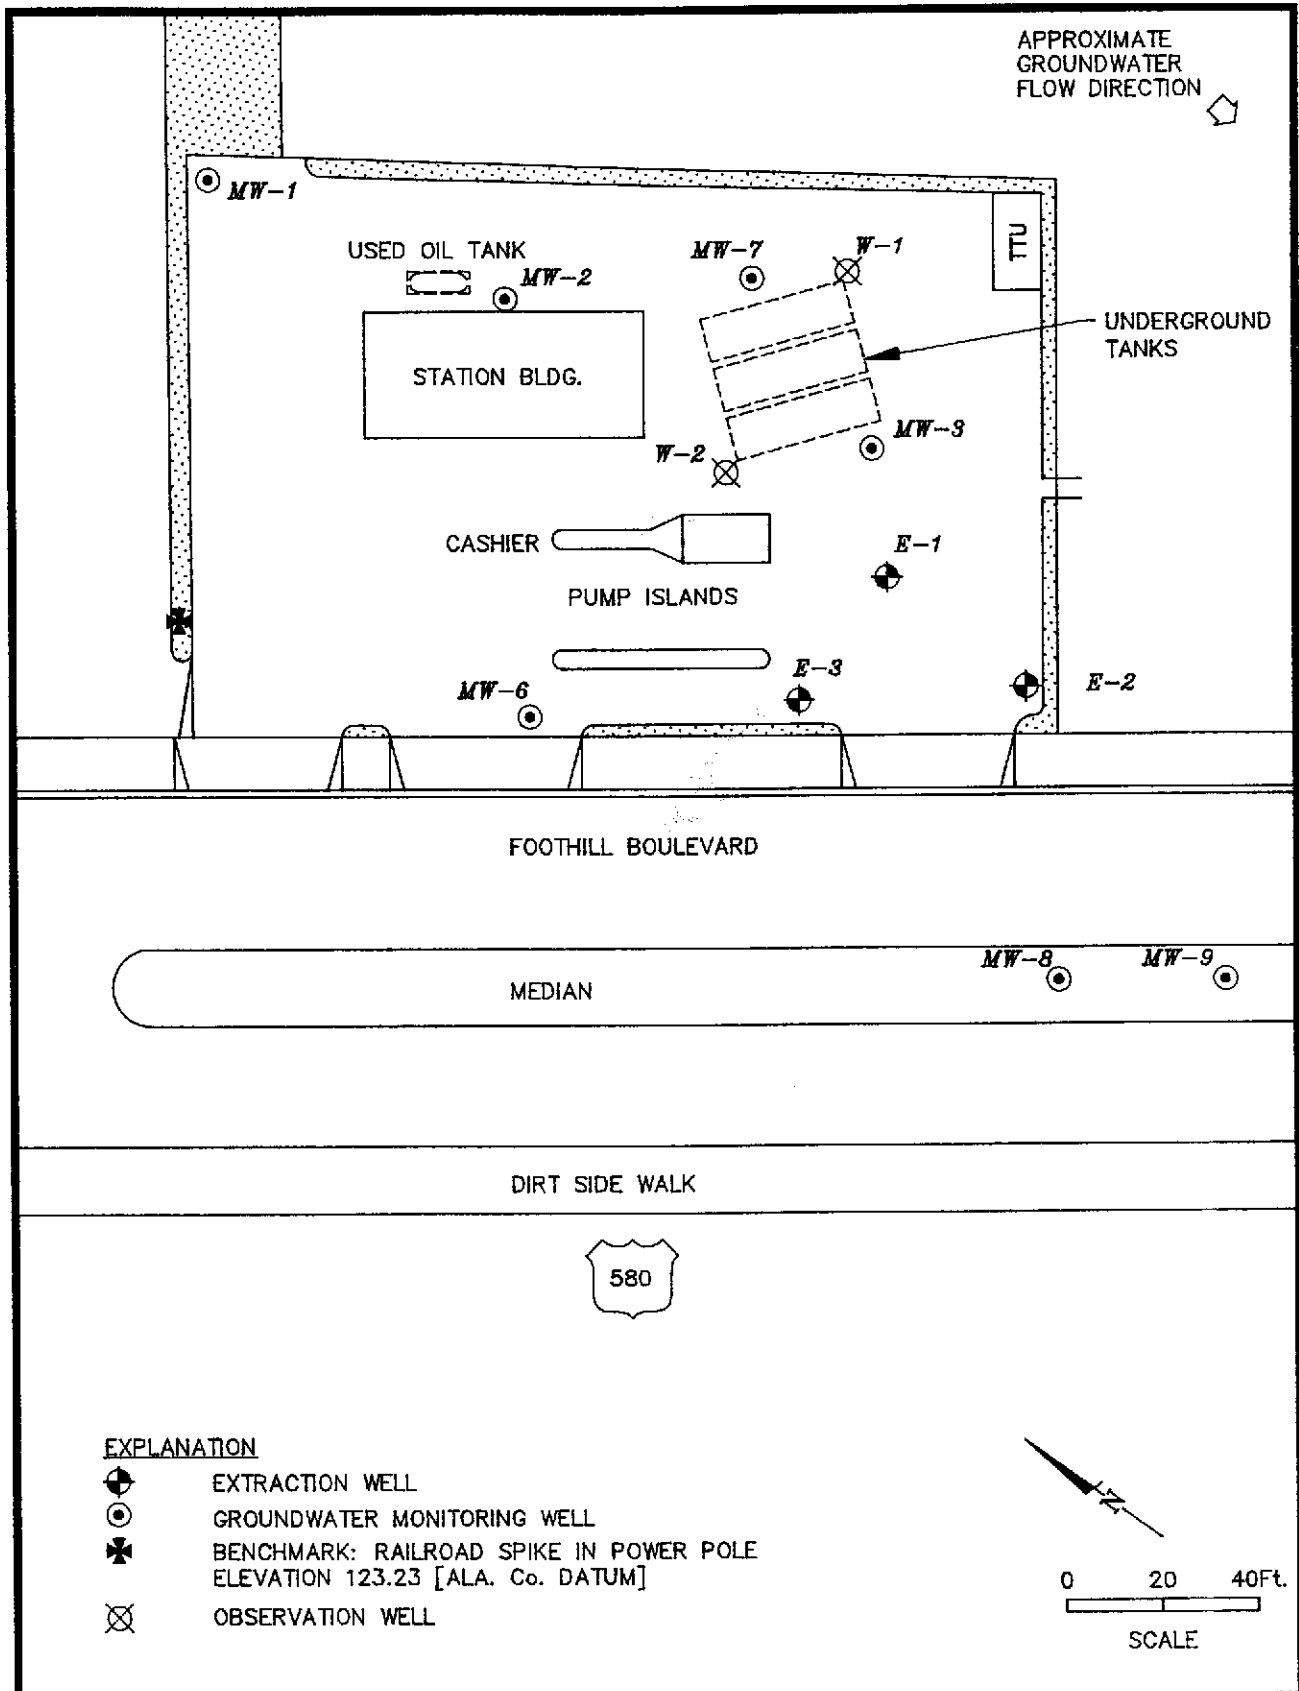 APPROXIMATE
GROUNDWATER
FLOW DIRECTION
MW-1
USED OIL TANK
MW-2
MW-7
W-1
TTU
UNDERGROUND
TANKS
STATION BLDG.
MW-3
W-2
CASHIER
E-1
PUMP ISLANDS
E-3
E-2
MW-6
FOOTHILL BOULEVARD
MW-8
MW-9
MEDIAN
DIRT SIDE WALK
580
EXPLANATION
EXTRACTION WELL
GROUNDWATER MONITORING WELL
BENCHMARK: RAILROAD SPIKE IN POWER POLE
ELEVATION 123.23 [ALA. Co. DATUM]
OBSERVATION WELL
N
0 20 40Ft.
SCALE